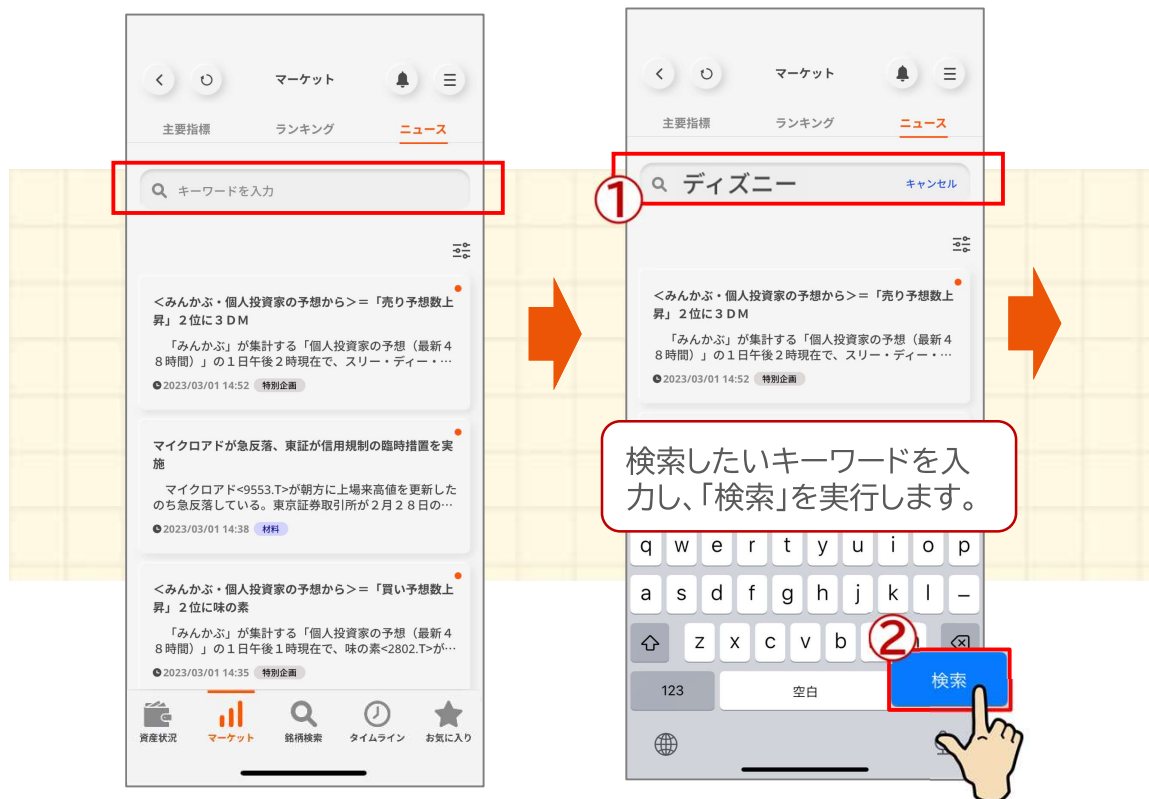 マーケット
主要指標 ランキング ニュース
キーワードを入力
<みんかぶ・個人投資家の予想から>=「売り予想数上
昇」2位に3DM
「みんかぶ」が集計する「個人投資家の予想(最新4
8時間)」の1日午後2時現在で、スリー・ディー・…
2023/03/01 14:52 特別企画
マイクロアドが急反落、東証が信用規制の臨時措置を実
施
マイクロアド<9553.T>が朝方に上場来高値を更新した
のち急反落している。東京証券取引所が2月28日の…
2023/03/01 14:38 材料
<みんかぶ・個人投資家の予想から>=「買い予想数上
昇」2位に味の素
「みんかぶ」が集計する「個人投資家の予想(最新4
8時間)」の1日午後1時現在で、味の素<2802.T>が…
2023/03/01 14:35 特別企画
資産状況 マーケット 銘柄検索 タイムライン お気に入り
マーケット
主要指標 ランキング ニュース
① ディズニー キャンセル
<みんかぶ・個人投資家の予想から>=「売り予想数上
昇」2位に3DM
「みんかぶ」が集計する「個人投資家の予想(最新4
8時間)」の1日午後2時現在で、スリー・ディー・…
2023/03/01 14:52 特別企画
検索したいキーワードを入
力し、「検索」を実行します。
q w e r t y u i o p
a s d f g h j k l ー
z x c v b ②
123 空白 検索